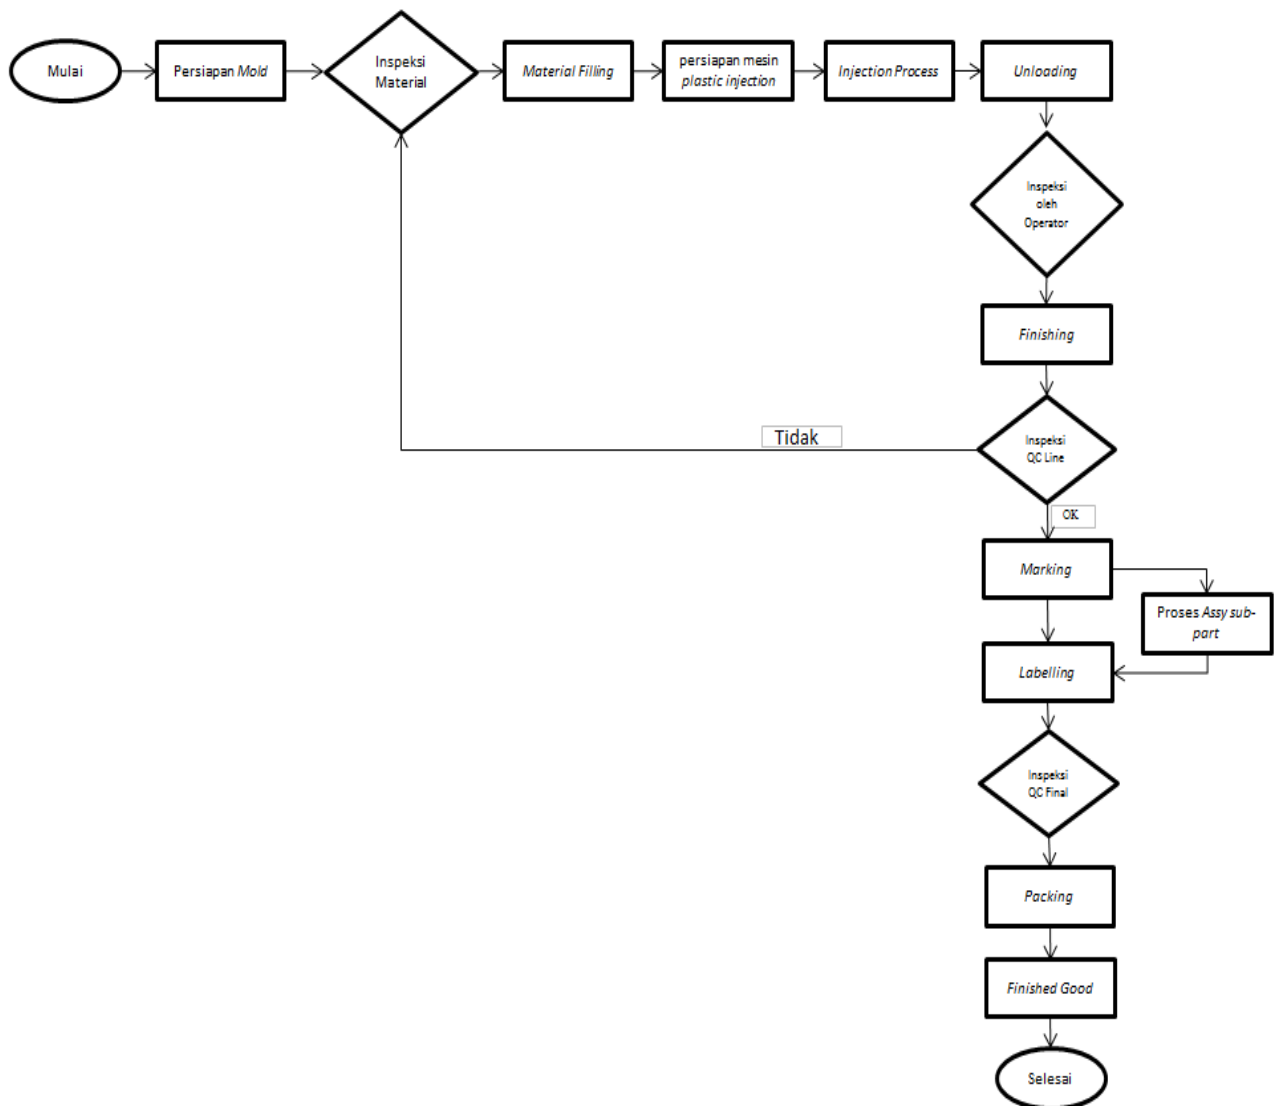 Mulai
Persiapan Mold
Inspeksi
Material
Material Filling
persiapan mesin
plastic injection
Injection Process
Unloading
Inspeksi
oleh
Operator
Finishing
Tidak
Inspeksi
QC Line
OK
Marking
Proses Assy sub-
part
Labelling
Inspeksi
QC Final
Packing
Finished Good
Selesai